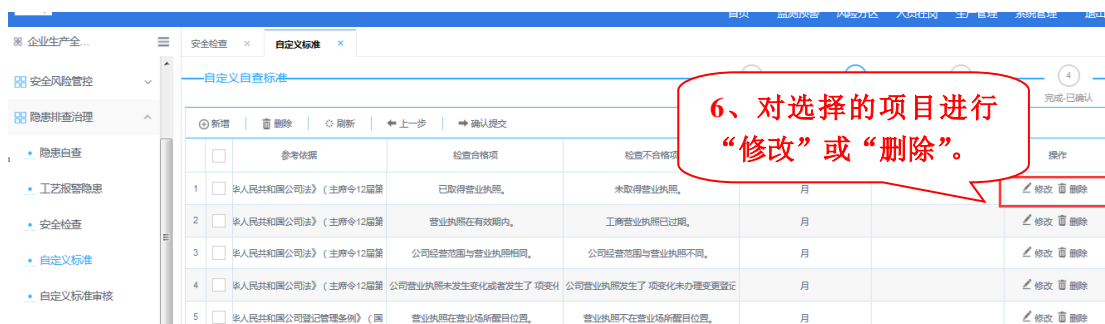 首页 监测预警 风险分区 人员在岗 生产管理 系统管理 退出
企业生产全...
安全检查 × 自定义标准 ×
安全风险管控
自定义自查标准
4
完成-已确认
6、对选择的项目进行
“修改”或“删除”。
隐患排查治理
新增 删除 刷新 上一步 确认提交
隐患自查
参考依据 检查合格项 检查不合格项 操作
工艺报警隐患
1 华人民共和国公司法》（主席令12届第 已取得营业执照。 未取得营业执照。 月 修改 删除
安全检查
2 华人民共和国公司法》（主席令12届第 营业执照在有效期内。 工商营业执照已过期。 月 修改 删除
自定义标准
3 华人民共和国公司法》（主席令12届第 公司经营范围与营业执照相同。 公司经营范围与营业执照不同。 月 修改 删除
自定义标准审核
4 华人民共和国公司法》（主席令12届第 公司营业执照未发生变化或者发生了 项变化 公司营业执照发生了 项变化未办理变更登记 月 修改 删除
5 华人民共和国公司登记管理条例》（国 营业执照在营业场所醒目位置。 营业执照不在营业场所醒目位置。 月 修改 删除